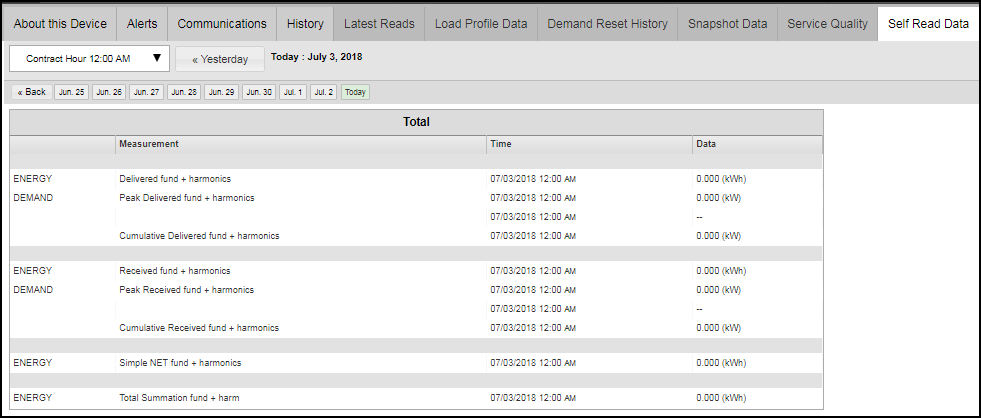 About this Device Alerts Communications History Latest Reads Load Profile Data Demand Reset History Snapshot Data Service Quality Self Read Data
Contract Hour 12:00 AM ▼ « Yesterday Today : July 3, 2018
« Back Jun. 25 Jun. 26 Jun. 27 Jun. 28 Jun. 29 Jun. 30 Jul. 1 Jul. 2 Today
Total
Measurement Time Data
ENERGY Delivered fund + harmonics 07/03/2018 12:00 AM 0.000 (kWh)
DEMAND Peak Delivered fund + harmonics 07/03/2018 12:00 AM 0.000 (kW)
07/03/2018 12:00 AM --
Cumulative Delivered fund + harmonics 07/03/2018 12:00 AM 0.000 (kW)
ENERGY Received fund + harmonics 07/03/2018 12:00 AM 0.000 (kWh)
DEMAND Peak Received fund + harmonics 07/03/2018 12:00 AM 0.000 (kW)
07/03/2018 12:00 AM --
Cumulative Received fund + harmonics 07/03/2018 12:00 AM 0.000 (kW)
ENERGY Simple NET fund + harmonics 07/03/2018 12:00 AM 0.000 (kWh)
ENERGY Total Summation fund + harm 07/03/2018 12:00 AM 0.000 (kWh)